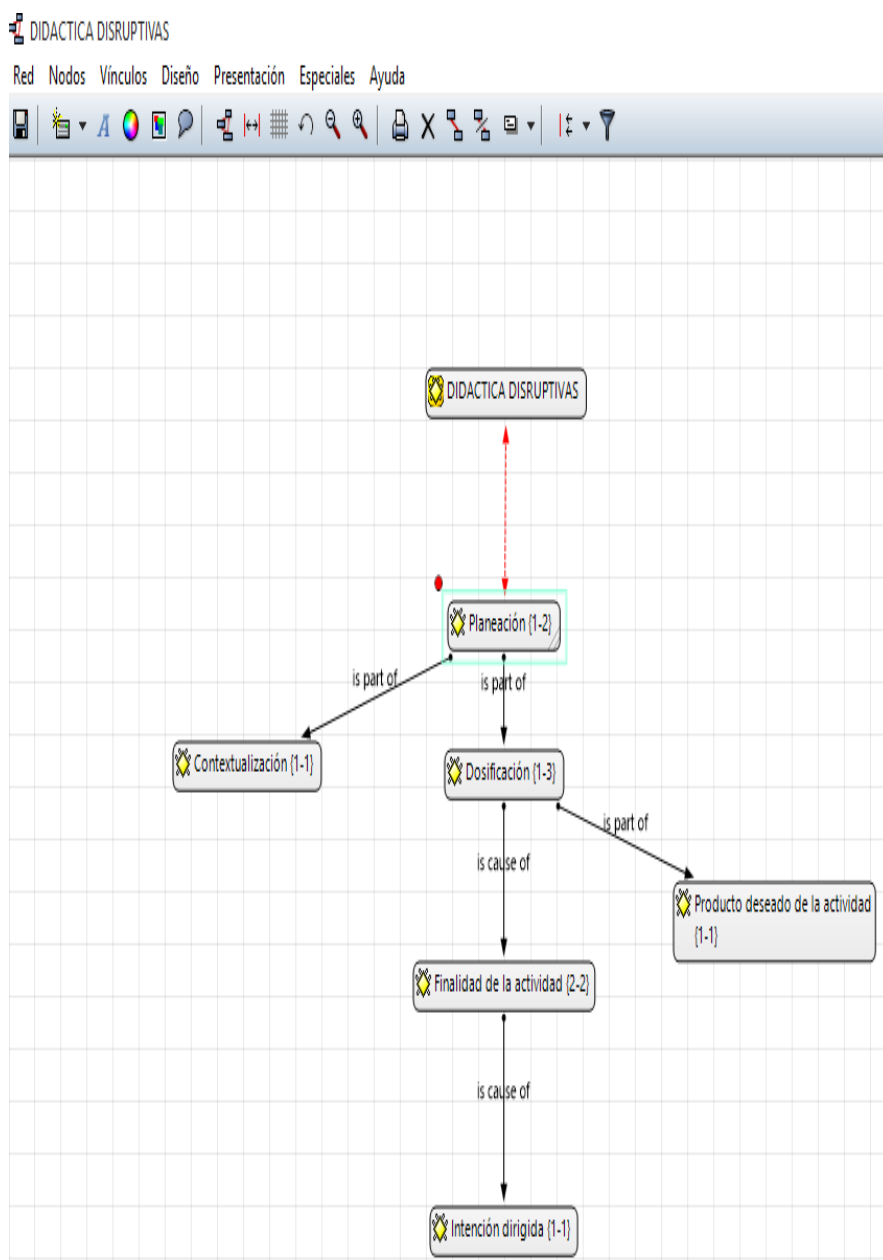 DIDACTICA DISRUPTIVAS
Red Nodos Vínculos Diseño Presentación Especiales Ayuda
DIDACTICA DISRUPTIVAS
Planeación {1-2}
is part of
is part of
Contextualización {1-1}
Dosificación {1-3}
is part of
is cause of
Producto deseado de la actividad
{1-1}
Finalidad de la actividad {2-2}
is cause of
Intención dirigida {1-1}